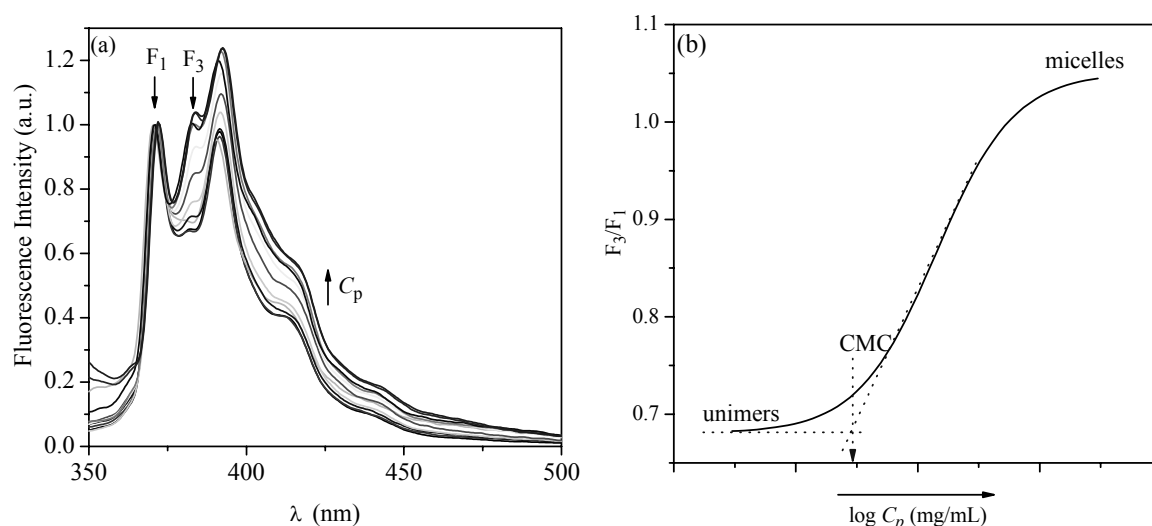 (a)
F1
F3
Cp
1.2
1.0
0.8
0.6
0.4
0.2
0.0
Fluorescence Intensity (a.u.)
350
400
450
500
λ (nm)
(b)
1.1
1.0
0.9
0.8
0.7
F3/F1
micelles
CMC
unimers
log Cp (mg/mL)